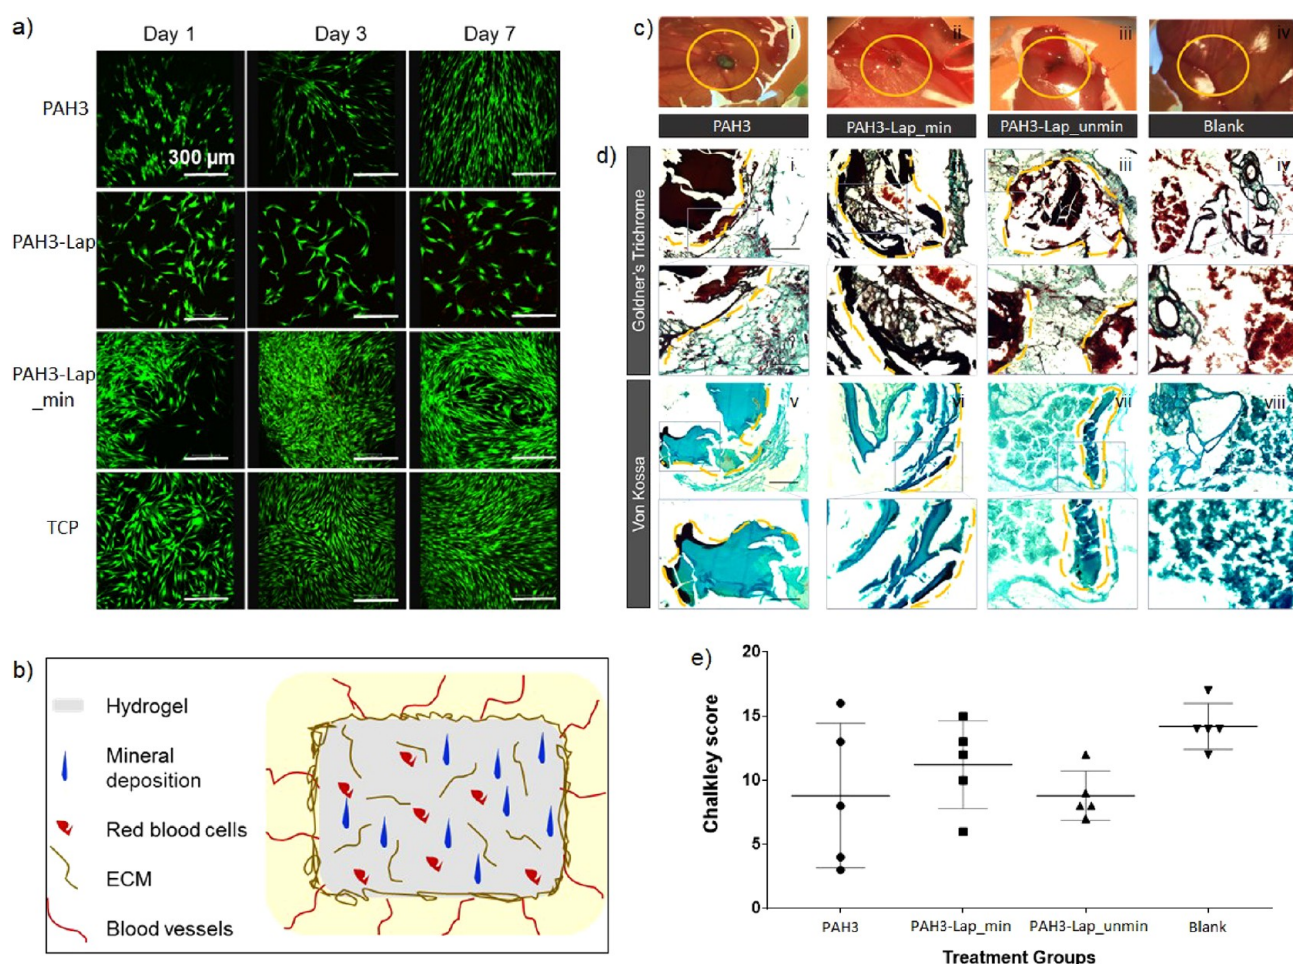 a)
Day 1
Day 3
Day 7
PAH3
300 µm
PAH3-Lap
PAH3-Lap
_min
TCP
b)
Hydrogel
Mineral
deposition
Red blood cells
ECM
Blood vessels
c)
i
ii
iii
iv
PAH3
PAH3-Lap_min
PAH3-Lap_unmin
Blank
d)
Goldner's Trichrome
i
ii
iii
iv
Von Kossa
v
vi
vii
viii
e)
Chalkley score
20
15
10
5
0
PAH3
PAH3-Lap_min
PAH3-Lap_unmin
Blank
Treatment Groups